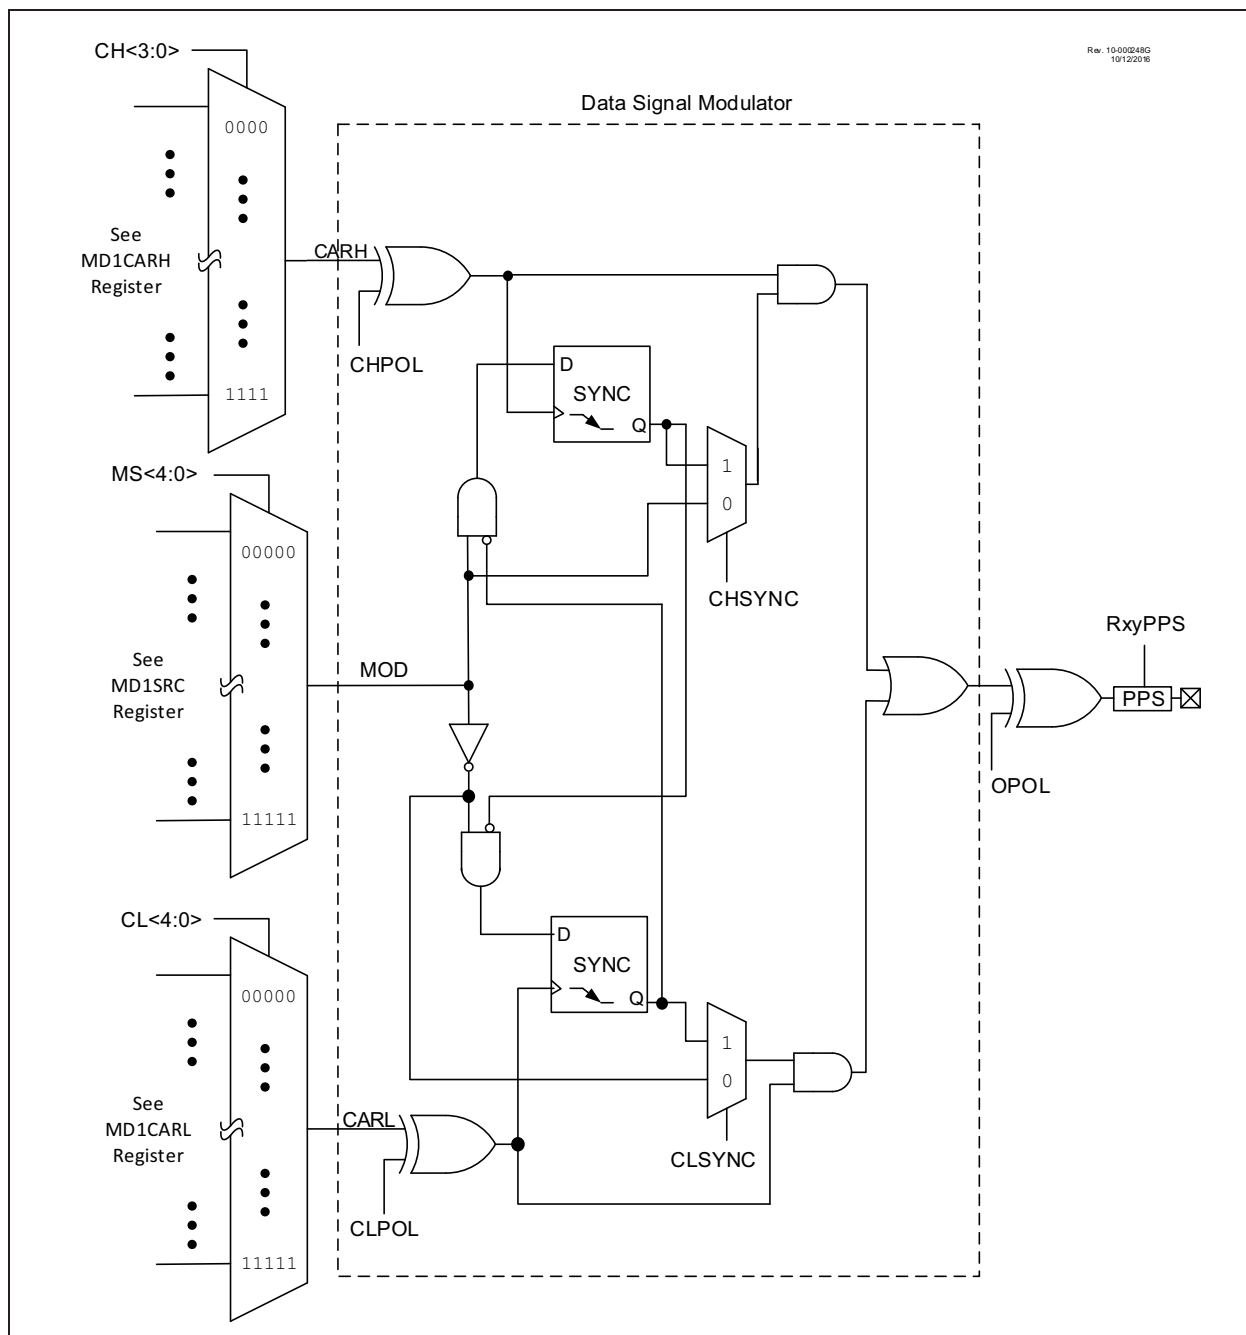 CH<3:0>
Rev. 10-000248G
10/12/2016
Data Signal Modulator
0000
See
MD1CARH
Register
CARH
CHPOL
D
SYNC
Q
1111
1
0
MS<4:0>
00000
CHSYNC
RxyPPS
See
MD1SRC
Register
MOD
PPS
OPOL
11111
CL<4:0>
D
SYNC
Q
00000
1
0
See
MD1CARL
Register
CARL
CLSYNC
CLPOL
11111